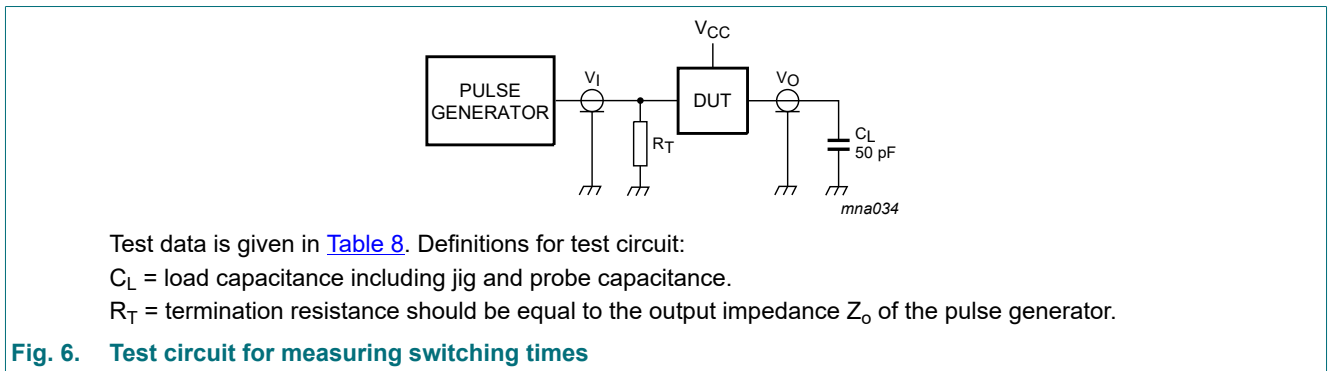 VCC
PULSE
GENERATOR
VI
DUT
VO
RT
CL
50 pF
mna034
Test data is given in Table 8. Definitions for test circuit:
CL = load capacitance including jig and probe capacitance.
RT = termination resistance should be equal to the output impedance Zo of the pulse generator.
Fig. 6. Test circuit for measuring switching times